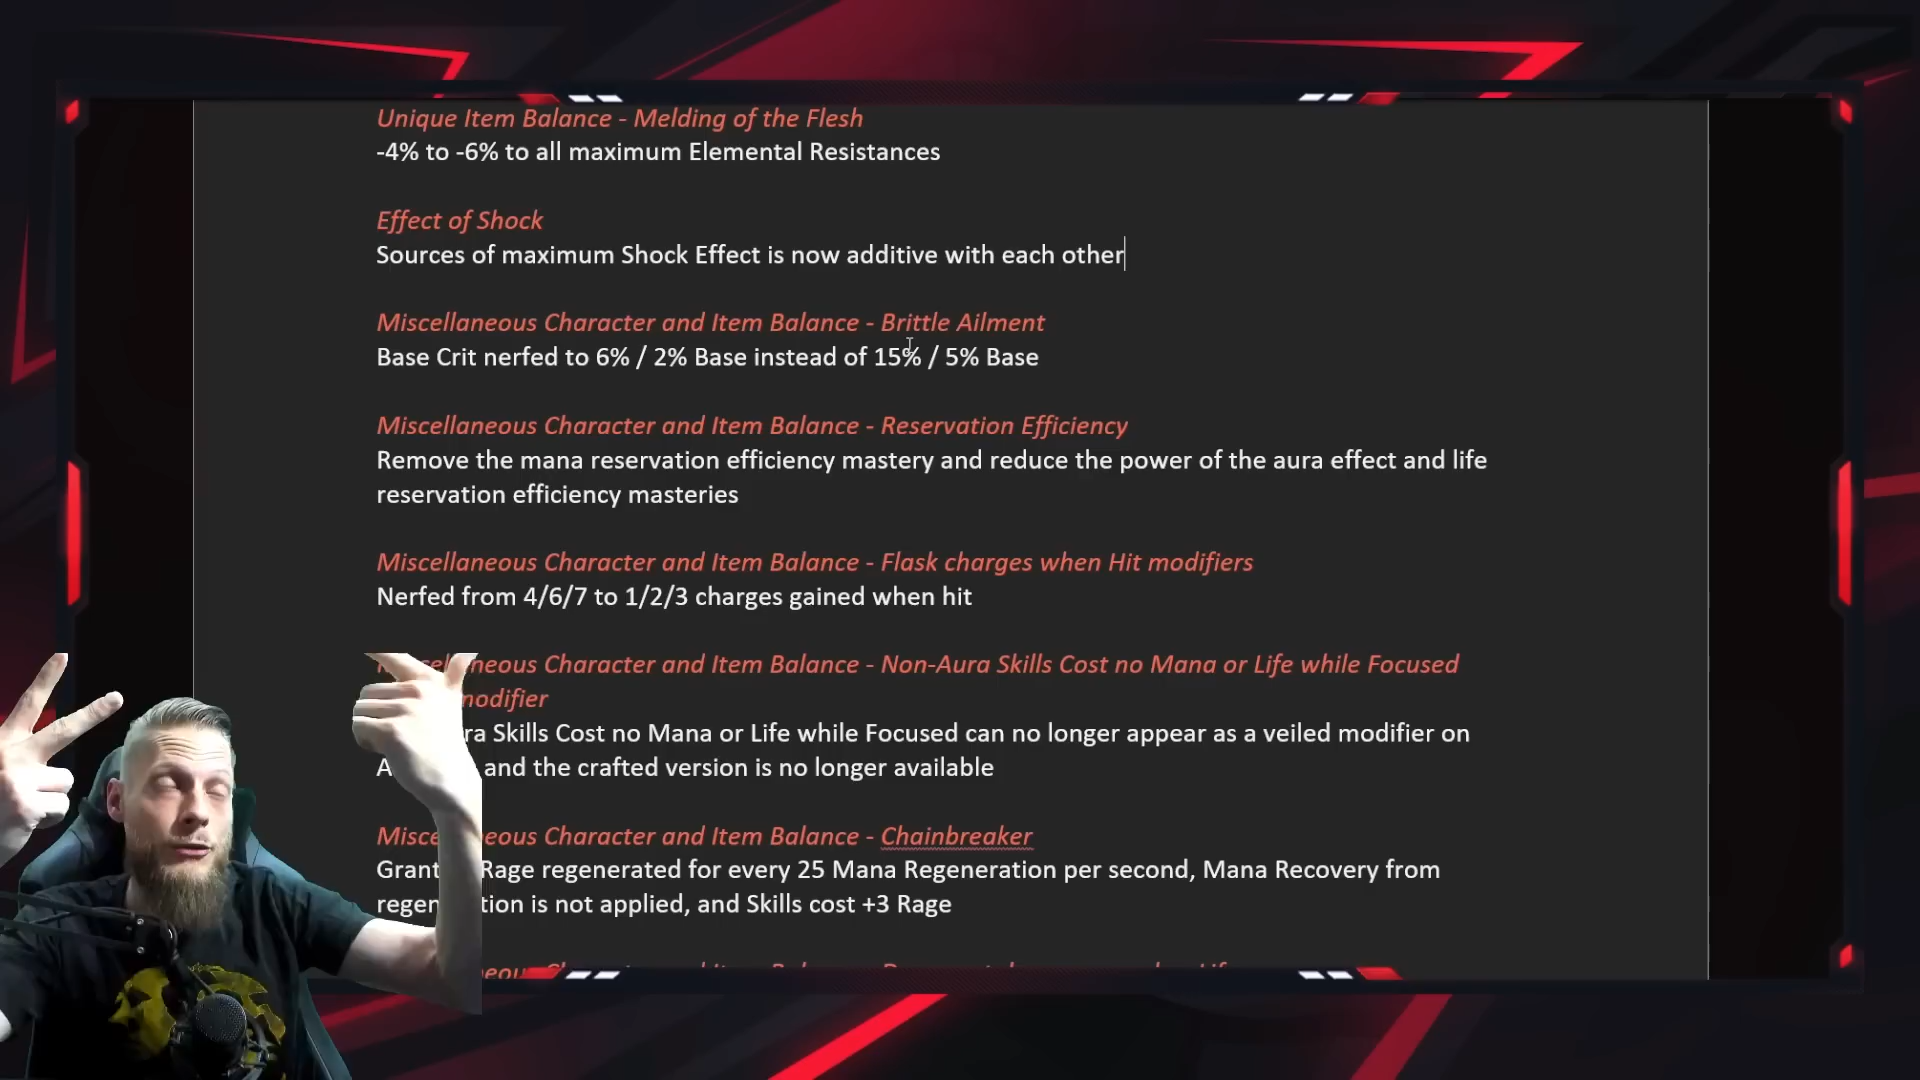 Unique Item Balance - Melding of the Flesh
-4% to -6% to all maximum Elemental Resistances
Effect of Shock
Sources of maximum Shock Effect is now additive with each other
Miscellaneous Character and Item Balance - Brittle Ailment
Base Crit nerfed to 6% / 2% Base instead of 15% / 5% Base
Miscellaneous Character and Item Balance - Reservation Efficiency
Remove the mana reservation efficiency mastery and reduce the power of the aura effect and life
reservation efficiency masteries
Miscellaneous Character and Item Balance - Flask charges when Hit modifiers
Nerfed from 4/6/7 to 1/2/3 charges gained when hit
Character and Item Balance - Non-Aura Skills Cost no Mana or Life while Focused
modifier
Skills Cost no Mana or Life while Focused can no longer appear as a veiled modifier on
and the crafted version is no longer available
Character and Item Balance - Chainbreaker
Rage regenerated for every 25 Mana Regeneration per second, Mana Recovery from
is not applied, and Skills cost +3 Rage